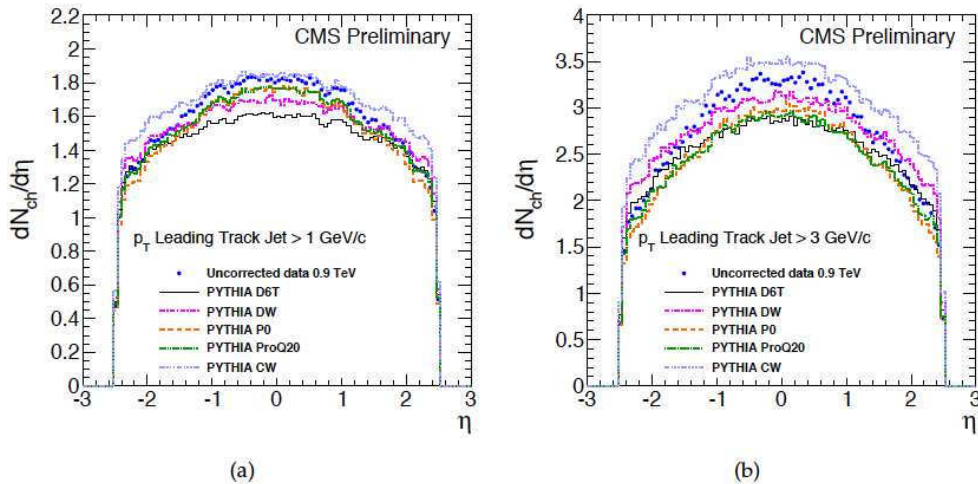 CMS Preliminary
dN_ch/dη
2.2
2
1.8
1.6
1.4
1.2
1
0.8
0.6
0.4
0.2
0
p_T Leading Track Jet > 1 GeV/c
Uncorrected data 0.9 TeV
PYTHIA D6T
PYTHIA DW
PYTHIA P0
PYTHIA ProQ20
PYTHIA CW
-3 -2 -1 0 1 2 3
η
(a)
CMS Preliminary
dN_ch/dη
4
3.5
3
2.5
2
1.5
1
0.5
0
p_T Leading Track Jet > 3 GeV/c
Uncorrected data 0.9 TeV
PYTHIA D6T
PYTHIA DW
PYTHIA P0
PYTHIA ProQ20
PYTHIA CW
-3 -2 -1 0 1 2 3
η
(b)